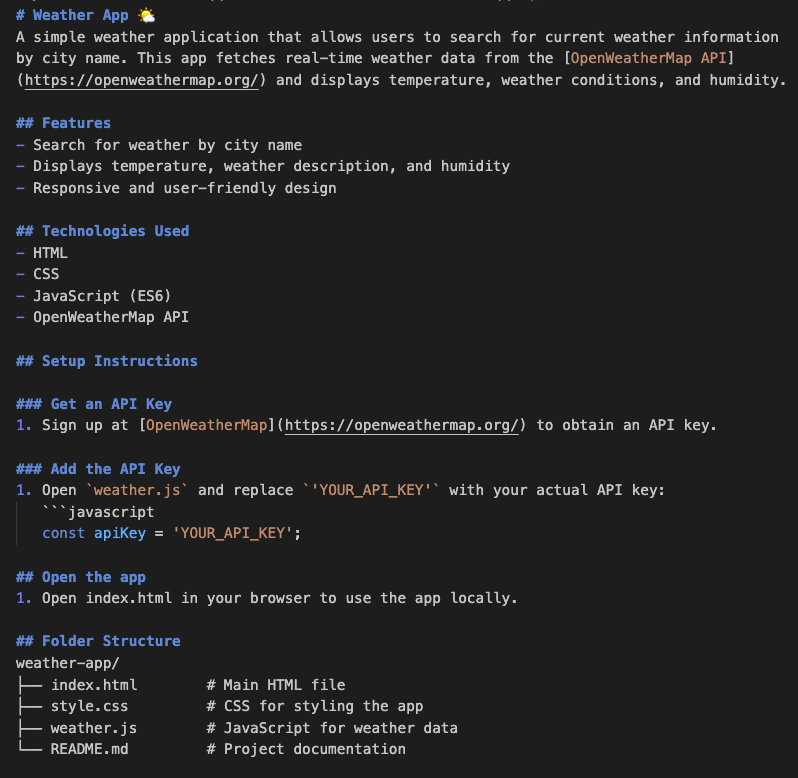 # Weather App 🌤️
A simple weather application that allows users to search for current weather information
by city name. This app fetches real-time weather data from the [OpenWeatherMap API]
(https://openweathermap.org/) and displays temperature, weather conditions, and humidity.
## Features
- Search for weather by city name
- Displays temperature, weather description, and humidity
- Responsive and user-friendly design
## Technologies Used
- HTML
- CSS
- JavaScript (ES6)
- OpenWeatherMap API
## Setup Instructions
### Get an API Key
1. Sign up at [OpenWeatherMap](https://openweathermap.org/) to obtain an API key.
### Add the API Key
1. Open `weather.js` and replace `'YOUR_API_KEY'` with your actual API key:
```javascript
const apiKey = 'YOUR_API_KEY';
## Open the app
1. Open index.html in your browser to use the app locally.
## Folder Structure
weather-app/
├── index.html        # Main HTML file
├── style.css         # CSS for styling the app
├── weather.js        # JavaScript for weather data
└── README.md         # Project documentation